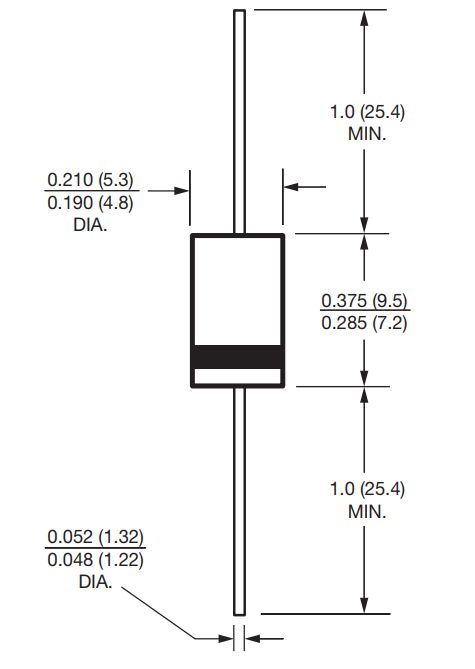 1.0 (25.4)
MIN.
0.210 (5.3)
0.190 (4.8)
DIA.
0.375 (9.5)
0.285 (7.2)
1.0 (25.4)
MIN.
0.052 (1.32)
0.048 (1.22)
DIA.